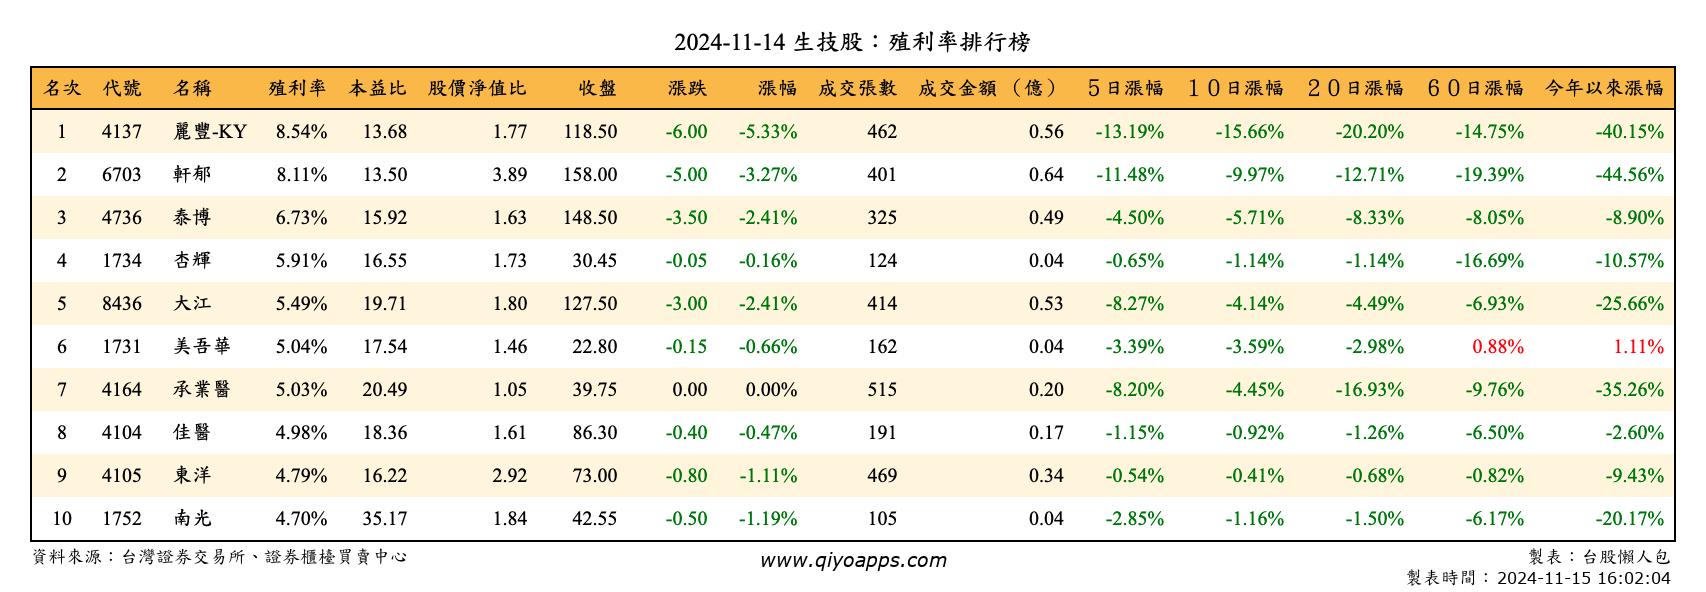 2024-11-14 生技股：殖利率排行榜
名次 代號 名稱 殖利率 本益比 股價淨值比 收盤 漲跌 漲幅 成交張數 成交金額（億） 5日漲幅 10日漲幅 20日漲幅 60日漲幅 今年以來漲幅
1 4137 麗豐-KY 8.54% 13.68 1.77 118.50 -6.00 -5.33% 462 0.56 -13.19% -15.66% -20.20% -14.75% -40.15%
2 6703 軒郁 8.11% 13.50 3.89 158.00 -5.00 -3.27% 401 0.64 -11.48% -9.97% -12.71% -19.39% -44.56%
3 4736 泰博 6.73% 15.92 1.63 148.50 -3.50 -2.41% 325 0.49 -4.50% -5.71% -8.33% -8.05% -8.90%
4 1734 杏輝 5.91% 16.55 1.73 30.45 -0.05 -0.16% 124 0.04 -0.65% -1.14% -1.14% -16.69% -10.57%
5 8436 大江 5.49% 19.71 1.80 127.50 -3.00 -2.41% 414 0.53 -8.27% -4.14% -4.49% -6.93% -25.66%
6 1731 美吾華 5.04% 17.54 1.46 22.80 -0.15 -0.66% 162 0.04 -3.39% -3.59% -2.98% 0.88% 1.11%
7 4164 承業醫 5.03% 20.49 1.05 39.75 0.00 0.00% 515 0.20 -8.20% -4.45% -16.93% -9.76% -35.26%
8 4104 佳醫 4.98% 18.36 1.61 86.30 -0.40 -0.47% 191 0.17 -1.15% -0.92% -1.26% -6.50% -2.60%
9 4105 東洋 4.79% 16.22 2.92 73.00 -0.80 -1.11% 469 0.34 -0.54% -0.41% -0.68% -0.82% -9.43%
10 1752 南光 4.70% 35.17 1.84 42.55 -0.50 -1.19% 105 0.04 -2.85% -1.16% -1.50% -6.17% -20.17%
資料來源：台灣證券交易所、證券櫃檯買賣中心 www.qiyoapps.com 製表：台股懶人包
製表時間：2024-11-15 16:02:04